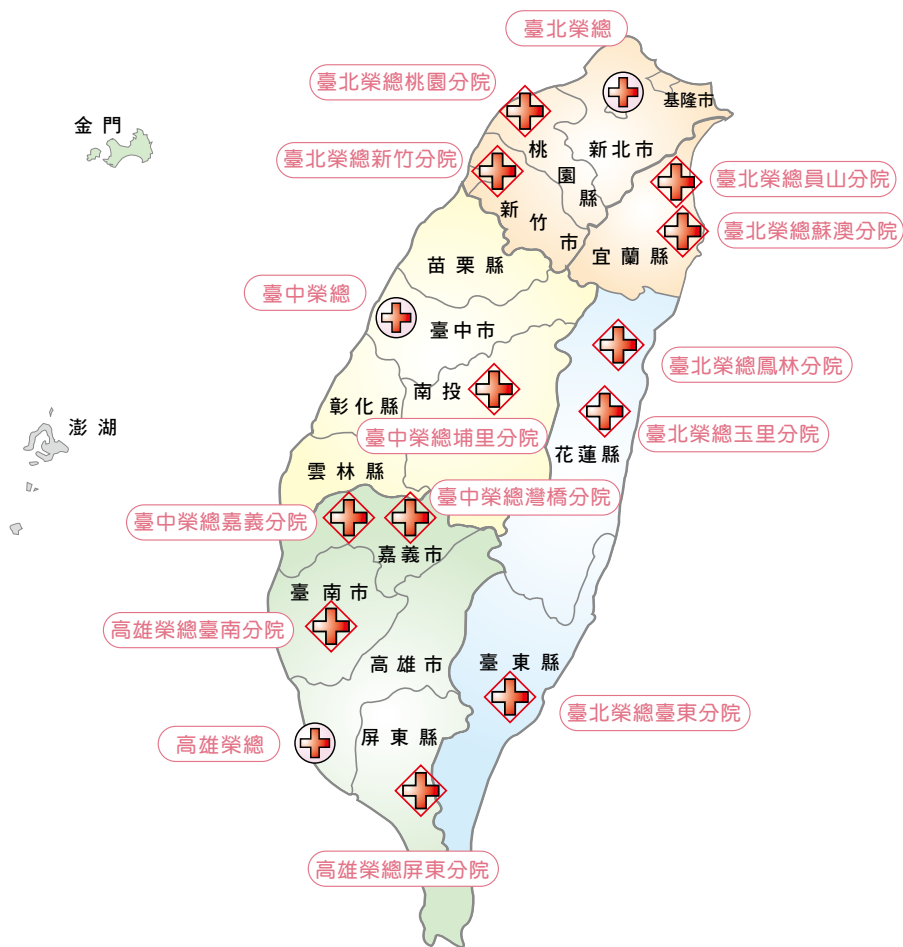 臺北榮總
臺北榮總桃園分院
基隆市
金門
新北市
桃園縣
臺北榮總新竹分院
臺北榮總員山分院
新竹市
臺北榮總蘇澳分院
宜蘭縣
苗栗縣
臺中榮總
臺中市
臺北榮總鳳林分院
南投
彰化縣
澎湖
臺中榮總埔里分院
臺北榮總玉里分院
花蓮縣
雲林縣
臺中榮總灣橋分院
臺中榮總嘉義分院
嘉義市
臺南市
高雄榮總臺南分院
高雄市
臺東縣
臺北榮總臺東分院
屏東縣
高雄榮總
高雄榮總屏東分院